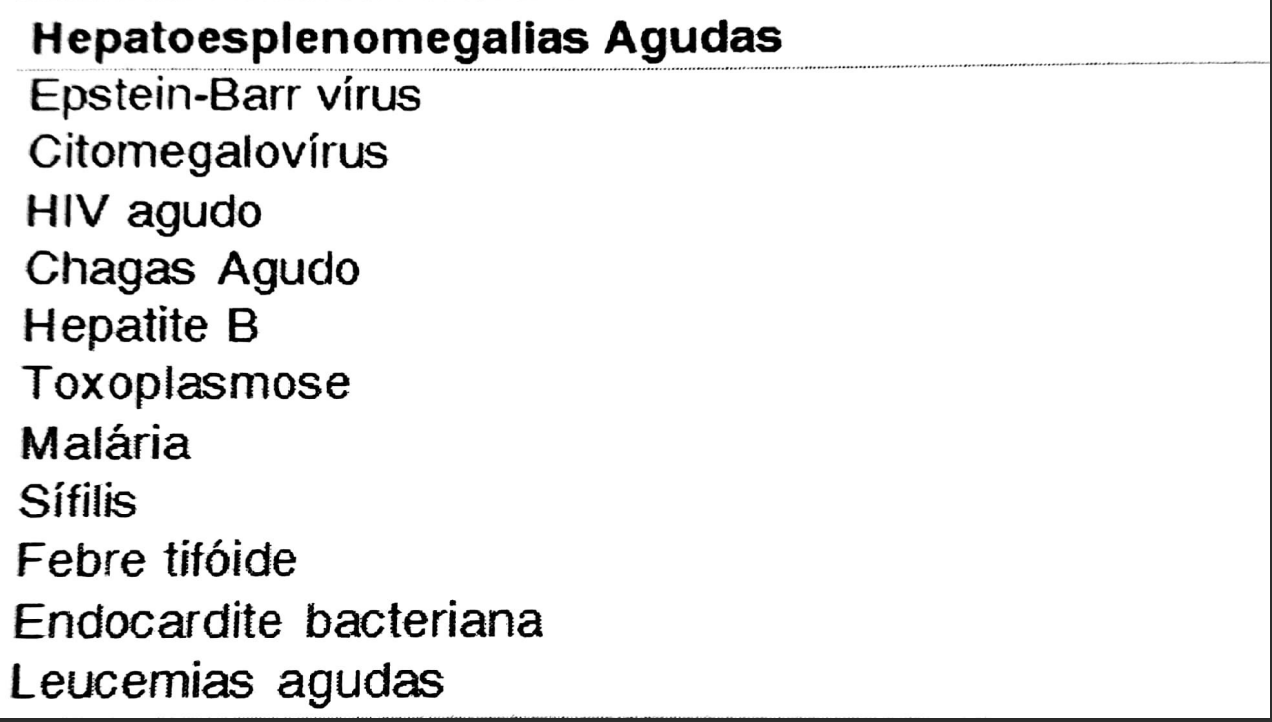 Hepatoesplenomegalias Agudas
Epstein-Barr vírus
Citomegalovírus
HIV agudo
Chagas Agudo
Hepatite B
Toxoplasmose
Malária
Sífilis
Febre tifóide
Endocardite bacteriana
Leucemias agudas